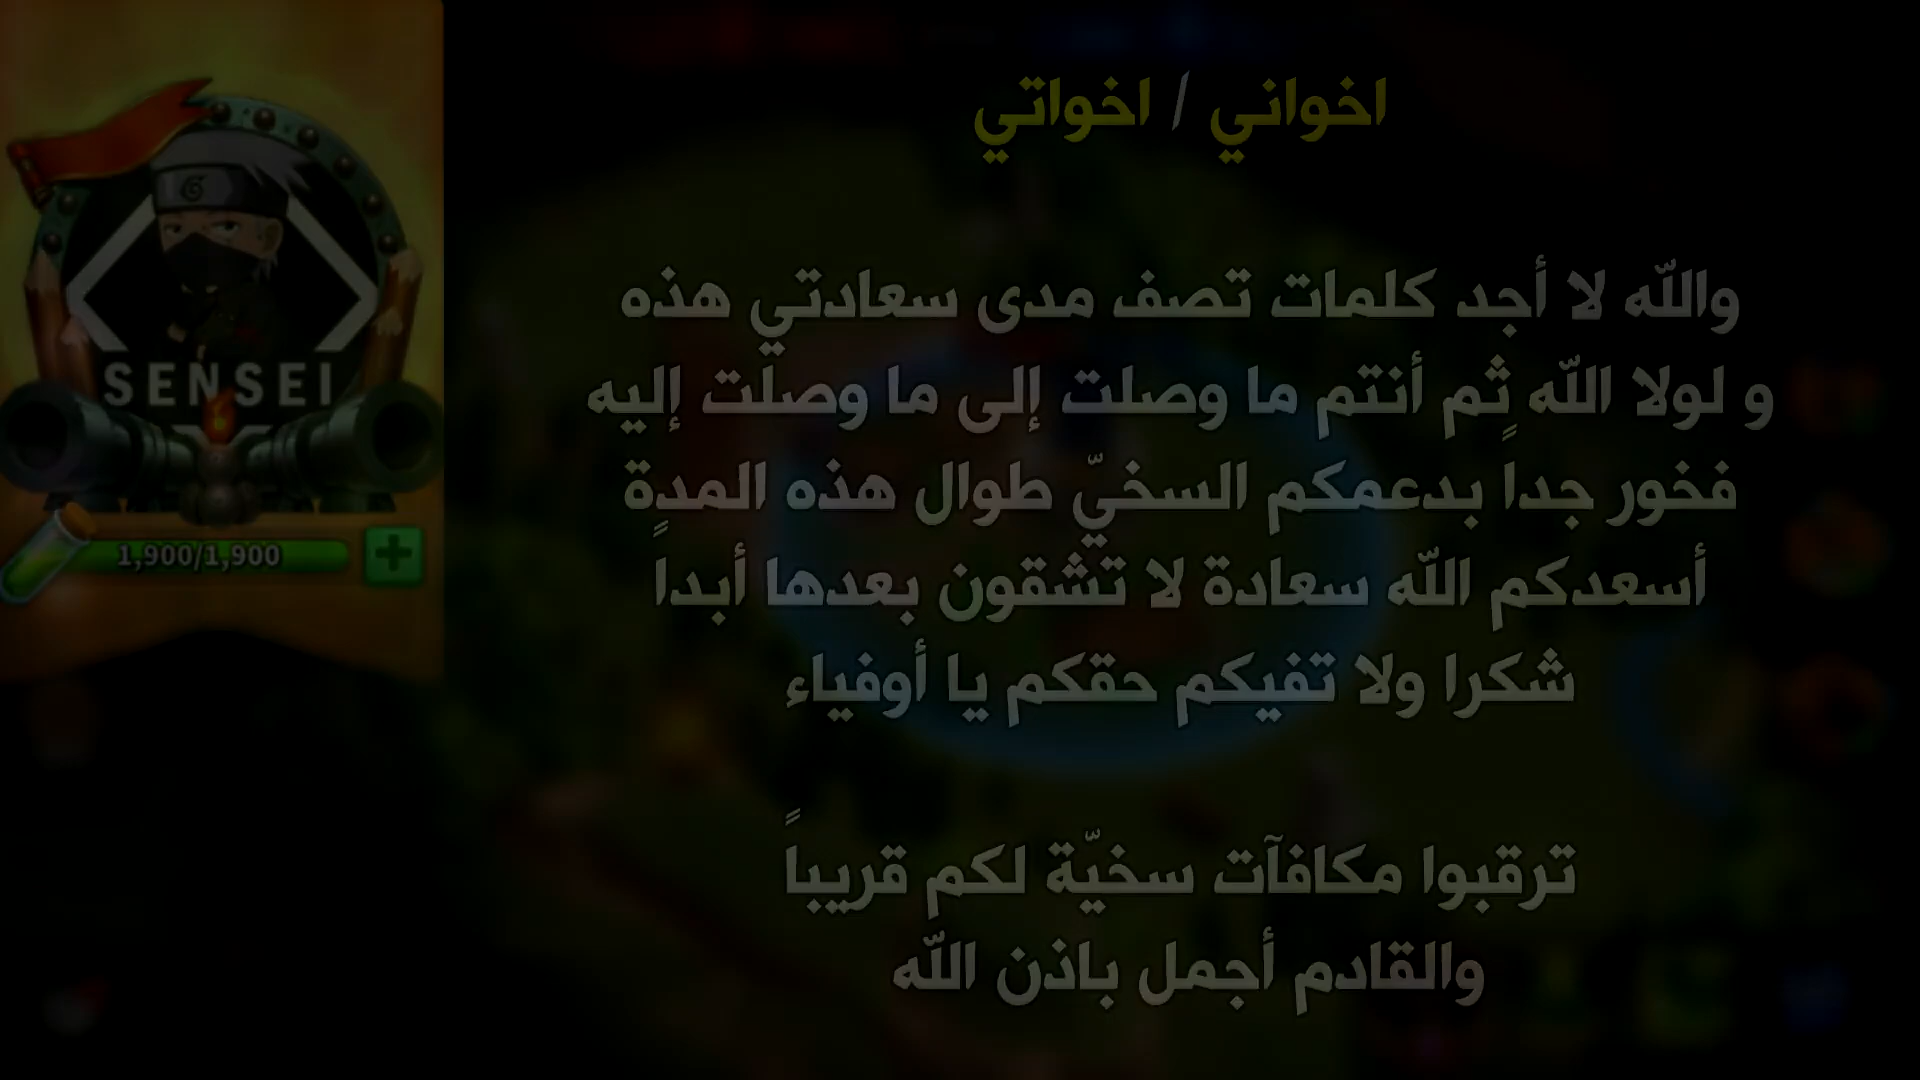 اخواني / اخواتي
والله لا أجد كلمات تصف مدى سعادتي هذه
و لولا الله ثم أنتم ما وصلت إلى ما وصلت إليه
فخور جداً بدعمكم السخيّ طوال هذه المدة
أسعدكم الله سعادة لا تشقون بعدها أبداً
شكرا ولا تفيكم حقكم يا أوفياء
ترقبوا مكافآت سخيّة لكم قريباً
والقادم أجمل باذن الله
SENSEI
1,900/1,900